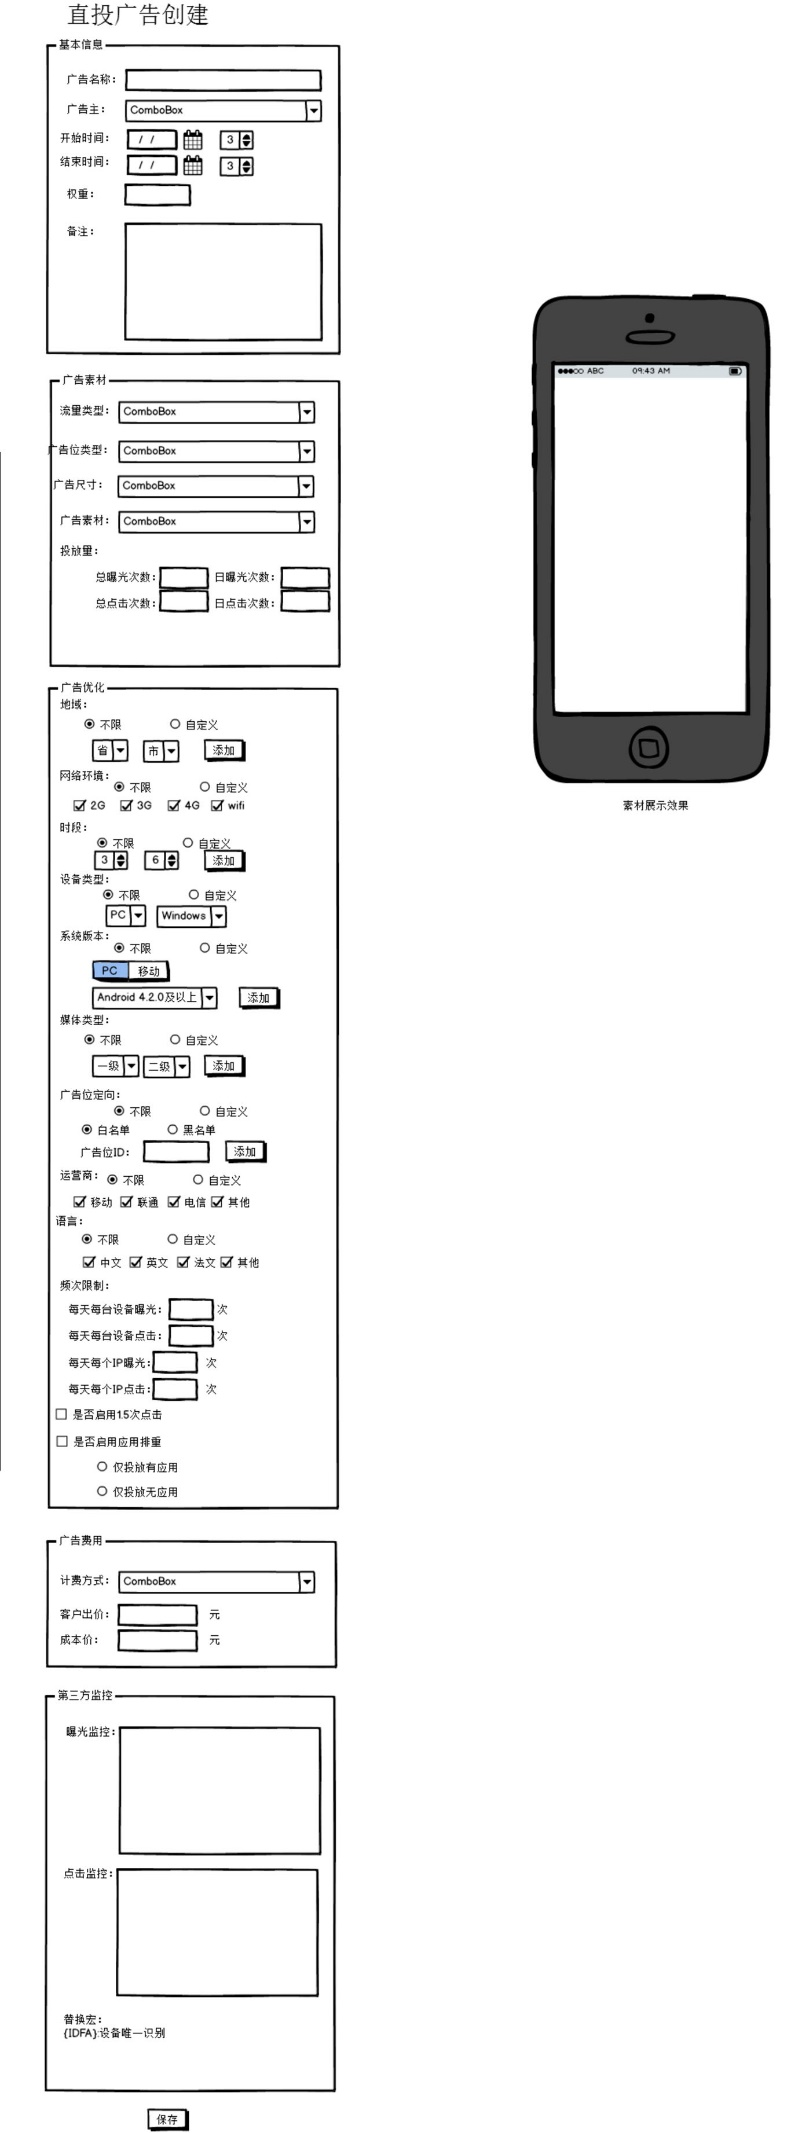 直投广告创建
基本信息
广告名称：
广告主： ComboBox
开始时间： / / 3
结束时间： / / 3
权重：
备注：
广告素材
流量类型： ComboBox
广告位类型： ComboBox
广告尺寸： ComboBox
广告素材： ComboBox
投放量：
总曝光次数： 日曝光次数：
总点击次数： 日点击次数：
广告优化
地域：
不限 自定义
省 市 添加
网络环境：
不限 自定义
2G 3G 4G wifi
时段：
不限 自定义
3 6 添加
设备类型：
不限 自定义
PC Windows
系统版本：
不限 自定义
PC 移动
Android 4.2.0及以上 添加
媒体类型：
不限 自定义
一级 二级 添加
广告位定向：
不限 自定义
白名单 黑名单
广告位ID： 添加
运营商： 不限 自定义
移动 联通 电信 其他
语言：
不限 自定义
中文 英文 法文 其他
频次限制：
每天每台设备曝光： 次
每天每台设备点击： 次
每天每个IP曝光： 次
每天每个IP点击： 次
是否启用1.5次点击
是否启用应用排重
仅投放有应用
仅投放无应用
广告费用
计费方式： ComboBox
客户出价： 元
成本价： 元
第三方监控
曝光监控：
点击监控：
替换宏：
{IDFA}:设备唯一识别
保存
ABC 09:43 AM
素材展示效果